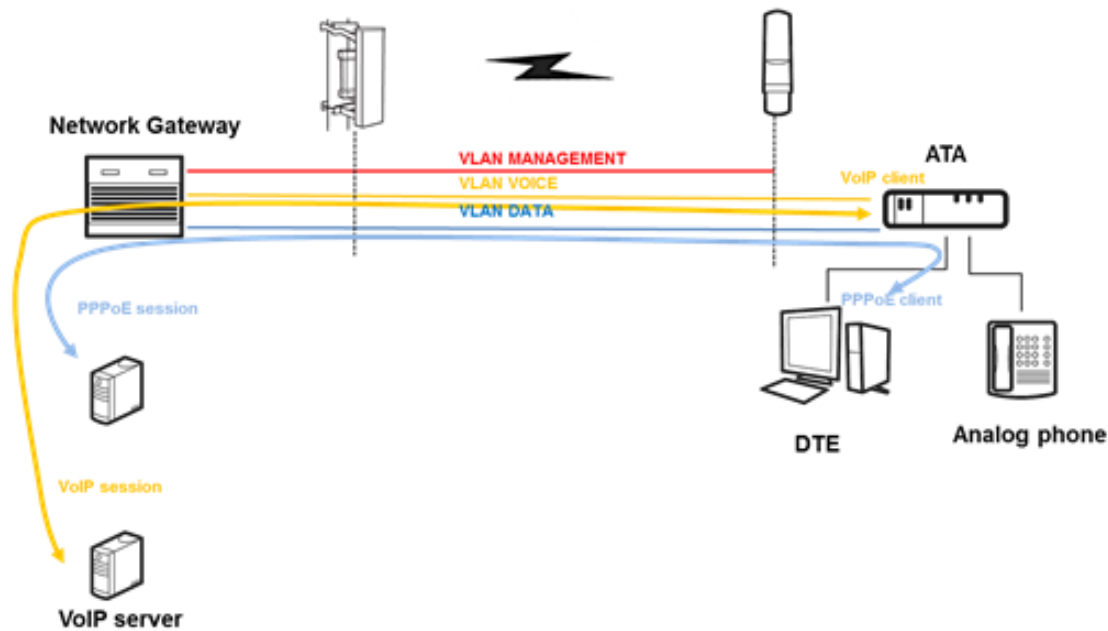 Network Gateway
VLAN MANAGEMENT
ATA
VLAN VOICE
VoIP client
VLAN DATA
PPPoE session
PPPoE client
DTE
Analog phone
VoIP session
VoIP server